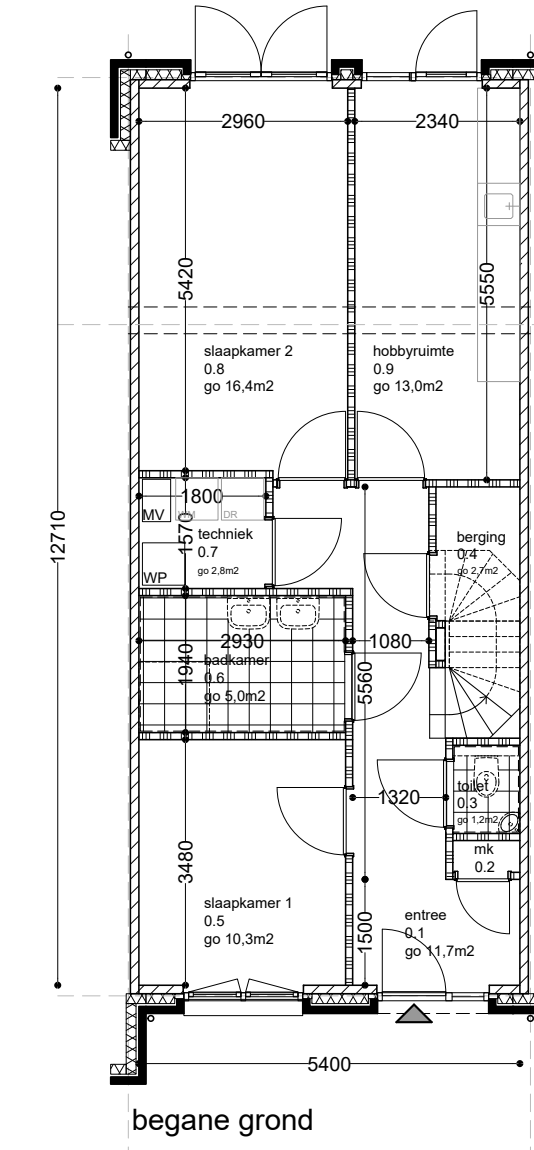 2960
2340
5420
5550
slaapkamer 2
0.8
go 16,4m2
hobbyruimte
0.9
go 13,0m2
12710
1800
MV
WM
DR
1570
techniek
0.7
go 2,8m2
WP
berging
0.4
go 2,7m2
2930
1080
1940
badkamer
0.6
go 5,0m2
5560
1320
toilet
0.3
go 1,2m2
mk
0.2
3480
slaapkamer 1
0.5
go 10,3m2
1500
entree
0.1
go 11,7m2
5400
begane grond